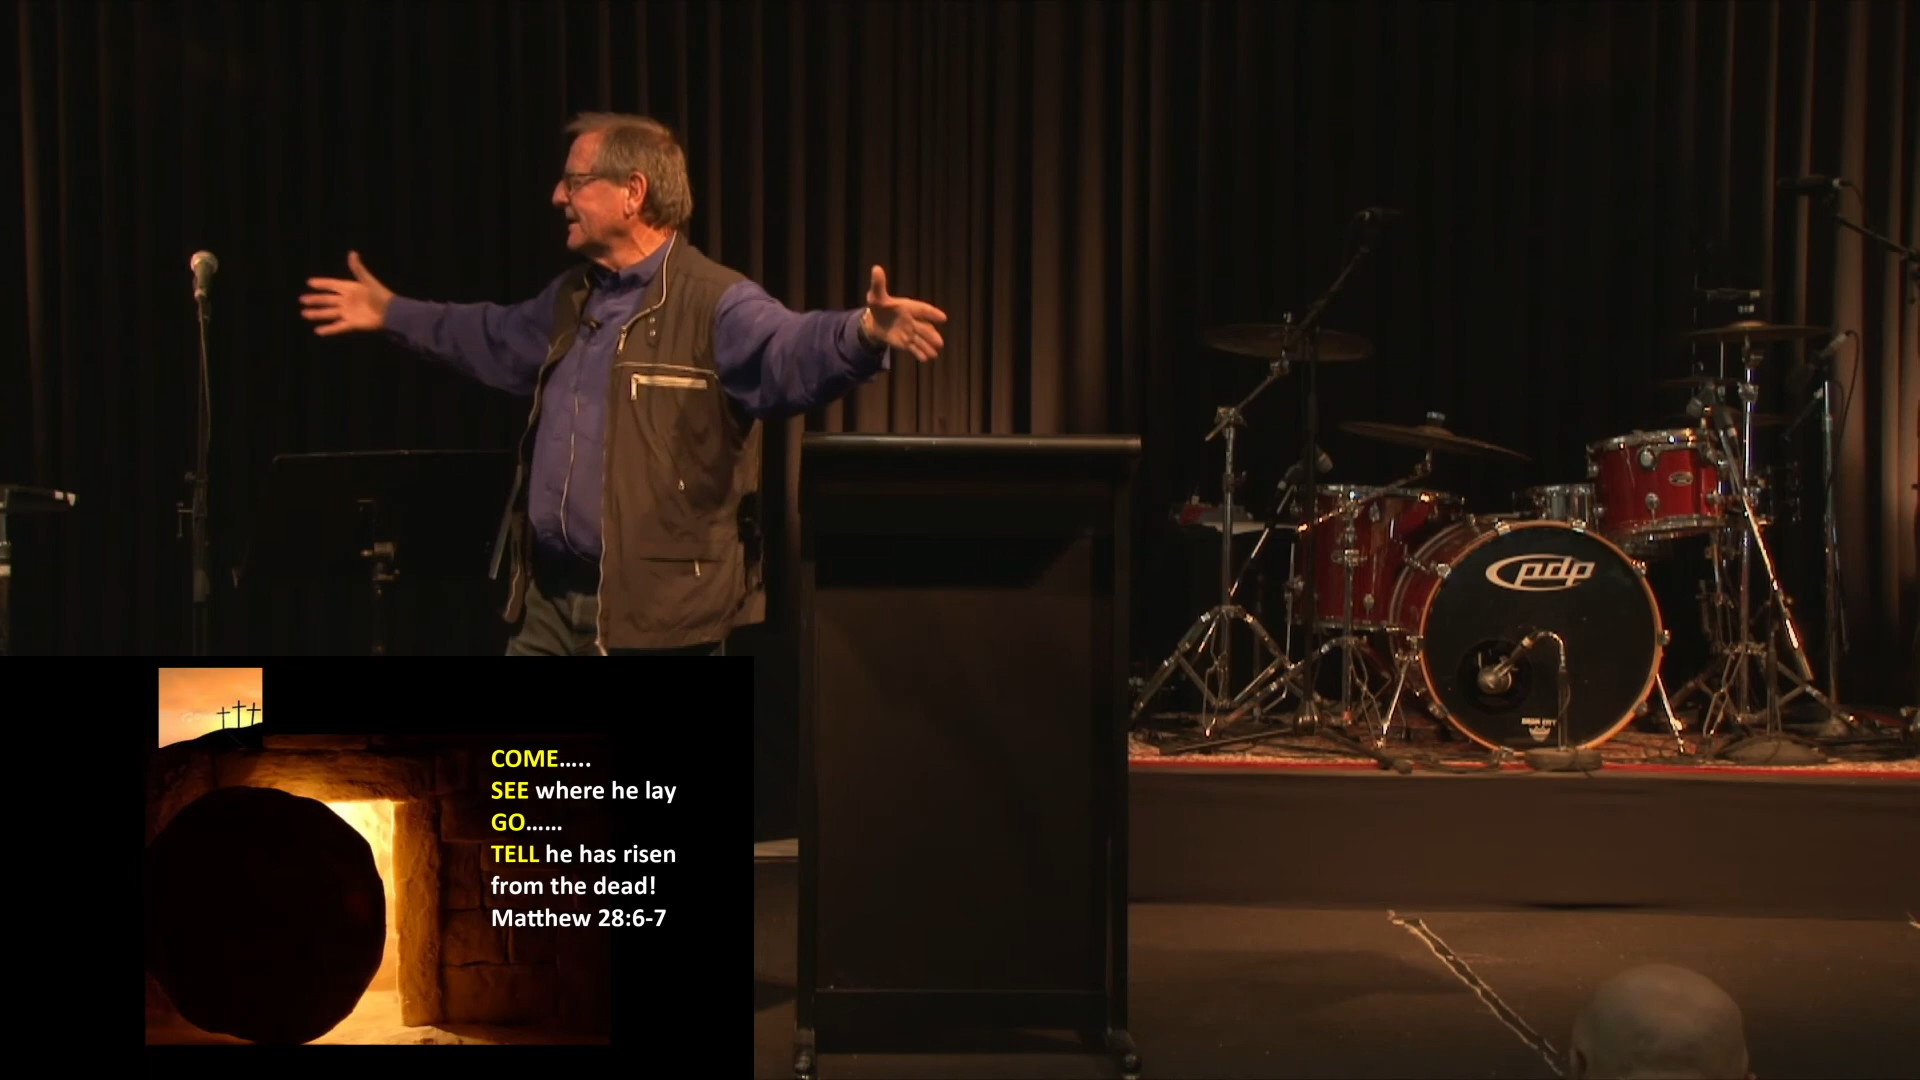 COME.....
SEE where he lay
GO......
TELL he has risen
from the dead!
Matthew 28:6-7
pdp